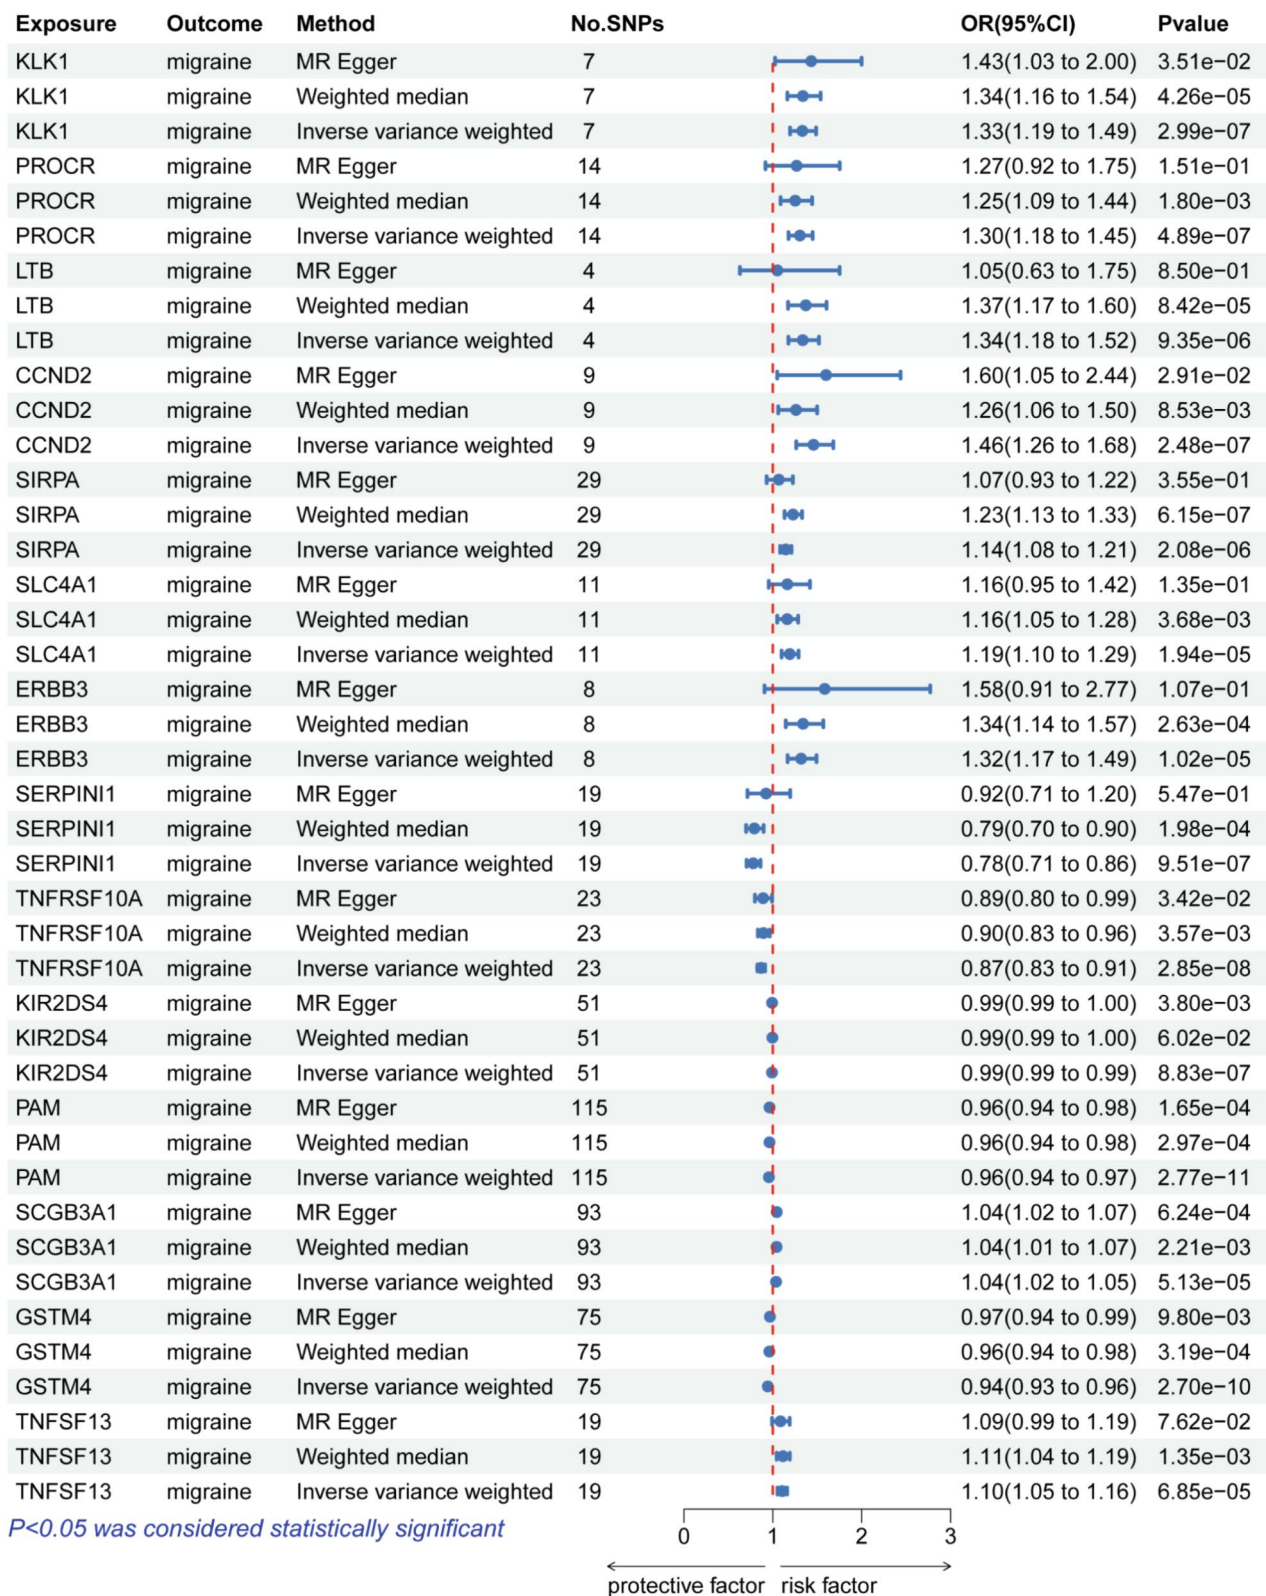 Exposure Outcome Method No.SNPs OR(95%CI) Pvalue
KLK1 migraine MR Egger 7 1.43(1.03 to 2.00) 3.51e−02
KLK1 migraine Weighted median 7 1.34(1.16 to 1.54) 4.26e−05
KLK1 migraine Inverse variance weighted 7 1.33(1.19 to 1.49) 2.99e−07
PROCR migraine MR Egger 14 1.27(0.92 to 1.75) 1.51e−01
PROCR migraine Weighted median 14 1.25(1.09 to 1.44) 1.80e−03
PROCR migraine Inverse variance weighted 14 1.30(1.18 to 1.45) 4.89e−07
LTB migraine MR Egger 4 1.05(0.63 to 1.75) 8.50e−01
LTB migraine Weighted median 4 1.37(1.17 to 1.60) 8.42e−05
LTB migraine Inverse variance weighted 4 1.34(1.18 to 1.52) 9.35e−06
CCND2 migraine MR Egger 9 1.60(1.05 to 2.44) 2.91e−02
CCND2 migraine Weighted median 9 1.26(1.06 to 1.50) 8.53e−03
CCND2 migraine Inverse variance weighted 9 1.46(1.26 to 1.68) 2.48e−07
SIRPA migraine MR Egger 29 1.07(0.93 to 1.22) 3.55e−01
SIRPA migraine Weighted median 29 1.23(1.13 to 1.33) 6.15e−07
SIRPA migraine Inverse variance weighted 29 1.14(1.08 to 1.21) 2.08e−06
SLC4A1 migraine MR Egger 11 1.16(0.95 to 1.42) 1.35e−01
SLC4A1 migraine Weighted median 11 1.16(1.05 to 1.28) 3.68e−03
SLC4A1 migraine Inverse variance weighted 11 1.19(1.10 to 1.29) 1.94e−05
ERBB3 migraine MR Egger 8 1.58(0.91 to 2.77) 1.07e−01
ERBB3 migraine Weighted median 8 1.34(1.14 to 1.57) 2.63e−04
ERBB3 migraine Inverse variance weighted 8 1.32(1.17 to 1.49) 1.02e−05
SERPINI1 migraine MR Egger 19 0.92(0.71 to 1.20) 5.47e−01
SERPINI1 migraine Weighted median 19 0.79(0.70 to 0.90) 1.98e−04
SERPINI1 migraine Inverse variance weighted 19 0.78(0.71 to 0.86) 9.51e−07
TNFRSF10A migraine MR Egger 23 0.89(0.80 to 0.99) 3.42e−02
TNFRSF10A migraine Weighted median 23 0.90(0.83 to 0.96) 3.57e−03
TNFRSF10A migraine Inverse variance weighted 23 0.87(0.83 to 0.91) 2.85e−08
KIR2DS4 migraine MR Egger 51 0.99(0.99 to 1.00) 3.80e−03
KIR2DS4 migraine Weighted median 51 0.99(0.99 to 1.00) 6.02e−02
KIR2DS4 migraine Inverse variance weighted 51 0.99(0.99 to 0.99) 8.83e−07
PAM migraine MR Egger 115 0.96(0.94 to 0.98) 1.65e−04
PAM migraine Weighted median 115 0.96(0.94 to 0.98) 2.97e−04
PAM migraine Inverse variance weighted 115 0.96(0.94 to 0.97) 2.77e−11
SCGB3A1 migraine MR Egger 93 1.04(1.02 to 1.07) 6.24e−04
SCGB3A1 migraine Weighted median 93 1.04(1.01 to 1.07) 2.21e−03
SCGB3A1 migraine Inverse variance weighted 93 1.04(1.02 to 1.05) 5.13e−05
GSTM4 migraine MR Egger 75 0.97(0.94 to 0.99) 9.80e−03
GSTM4 migraine Weighted median 75 0.96(0.94 to 0.98) 3.19e−04
GSTM4 migraine Inverse variance weighted 75 0.94(0.93 to 0.96) 2.70e−10
TNFSF13 migraine MR Egger 19 1.09(0.99 to 1.19) 7.62e−02
TNFSF13 migraine Weighted median 19 1.11(1.04 to 1.19) 1.35e−03
TNFSF13 migraine Inverse variance weighted 19 1.10(1.05 to 1.16) 6.85e−05
P<0.05 was considered statistically significant
0 1 2 3
protective factor risk factor